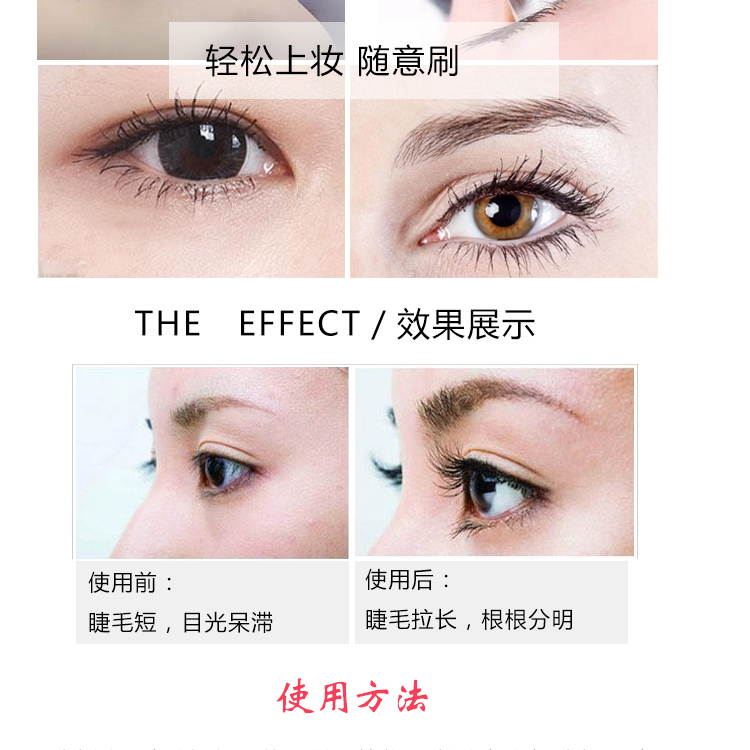 轻松上妆 随意刷
THE EFFECT / 效果展示
使用前：
睫毛短，目光呆滞
使用后：
睫毛拉长，根根分明
使用方法